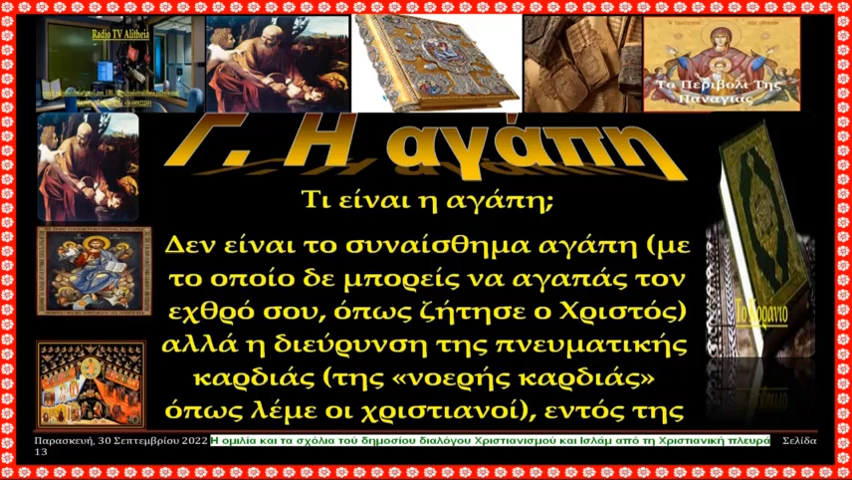 Radio TV Alitheia
Το Περιβολι Της
Παναγιας
Γ. Η αγάπη
Τι είναι η αγάπη;
Δεν είναι το συναίσθημα αγάπη (με
το οποίο δε μπορείς να αγαπάς τον
εχθρό σου, όπως ζήτησε ο Χριστός)
αλλά η διεύρυνση της πνευματικής
καρδιάς (της «νοερής καρδιάς»
όπως λέμε οι χριστιανοί), εντός της
Το Κοράνιο
Παρασκευή, 30 Σεπτεμβρίου 2022 Η ομιλία και τα σχόλια τού δημοσίου διαλόγου Χριστιανισμού και Ισλάμ από τη Χριστιανική πλευρά Σελίδα
13